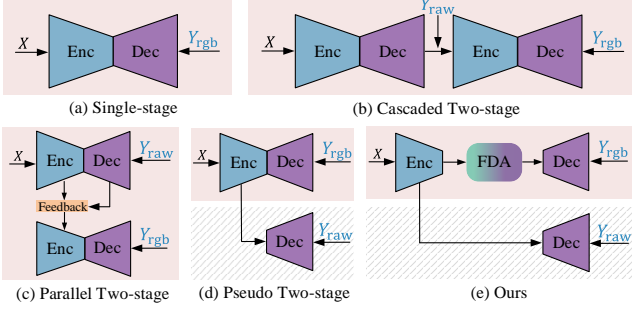 X Enc Dec Y_rgb
(a) Single-stage
Y_raw
X Enc Dec Enc Dec Y_rgb
(b) Cascaded Two-stage
X Enc Dec Y_raw
Feedback
Enc Dec Y_rgb
(c) Parallel Two-stage
X Enc Dec Y_rgb
Dec Y_raw
(d) Pseudo Two-stage
X Enc FDA Dec Y_rgb
Dec Y_raw
(e) Ours